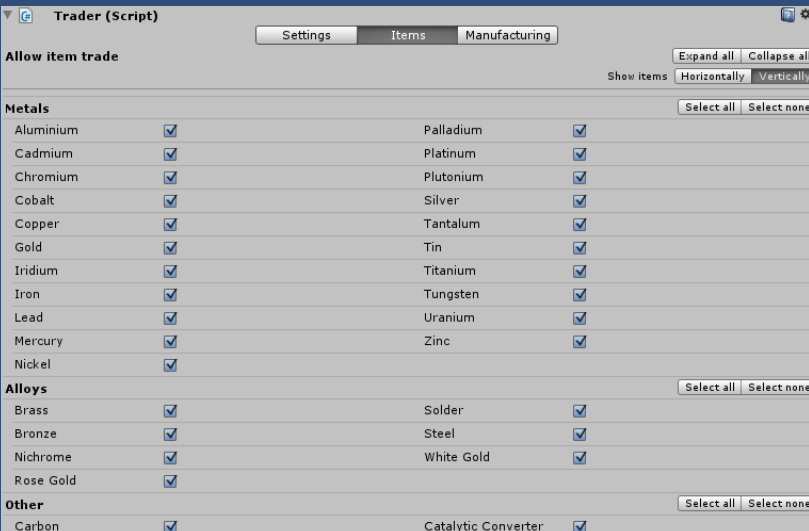 Trader (Script)
Settings Items Manufacturing
Allow item trade Expand all Collapse all
Show items Horizontally Vertically
Metals Select all Select none
Aluminium Palladium
Cadmium Platinum
Chromium Plutonium
Cobalt Silver
Copper Tantalum
Gold Tin
Iridium Titanium
Iron Tungsten
Lead Uranium
Mercury Zinc
Nickel
Alloys Select all Select none
Brass Solder
Bronze Steel
Nichrome White Gold
Rose Gold
Other Select all Select none
Carbon Catalytic Converter